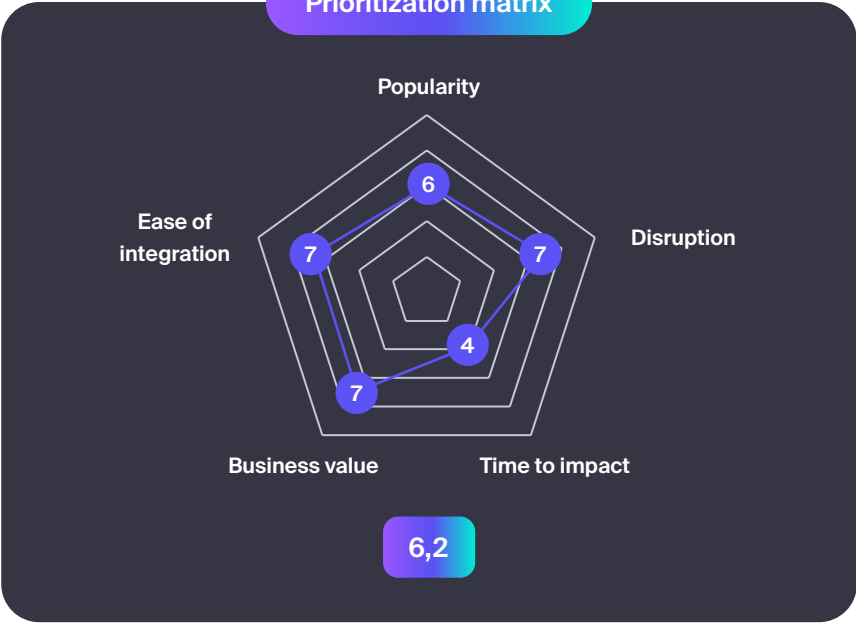 Prioritization matrix
Popularity
6
Ease of
integration
7
7
Disruption
4
7
Business value
Time to impact
6,2